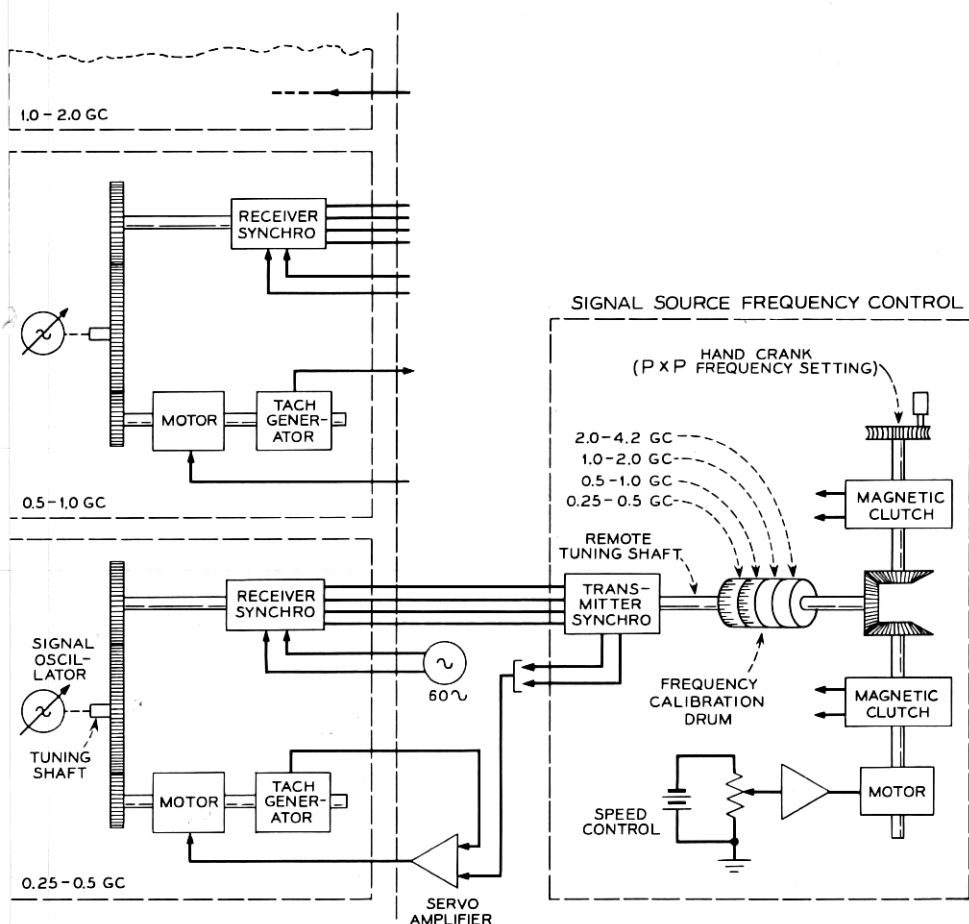 1.0-2.0 GC
RECEIVER
SYNCHRO
MOTOR
TACH
GENER-
ATOR
0.5-1.0 GC
SIGNAL SOURCE FREQUENCY CONTROL
HAND CRANK
(P X P FREQUENCY SETTING)
2.0-4.2 GC
1.0-2.0 GC
0.5-1.0 GC
0.25-0.5 GC
MAGNETIC
CLUTCH
REMOTE
TUNING SHAFT
RECEIVER
SYNCHRO
TRANS-
MITTER
SYNCHRO
SIGNAL
OSCIL-
LATOR
60~
FREQUENCY
CALIBRATION
DRUM
MAGNETIC
CLUTCH
TUNING
SHAFT
MOTOR
TACH
GENER-
ATOR
SPEED
CONTROL
MOTOR
0.25-0.5 GC
SERVO
AMPLIFIER